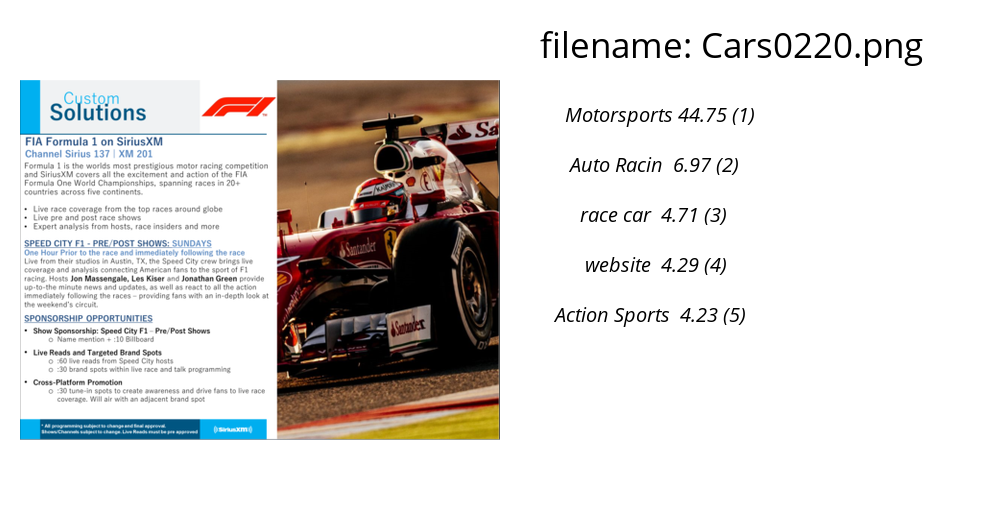 filename: Cars0220.png
Custom
Solutions
F1
FIA Formula 1 on SiriusXM
Channel Sirius 137 | XM 201
Formula 1 is the worlds most prestigious motor racing competition
and SiriusXM covers all the excitement and action of the FIA
Formula One World Championships, spanning races in 20+
countries across five continents.
• Live race coverage from the top races around globe
• Live pre and post race shows
• Expert analysis from hosts, race insiders and more
SPEED CITY F1 - PRE/POST SHOWS: SUNDAYS
One Hour Prior to the race and immediately following the race
Live from their studios in Austin, TX, the Speed City crew brings live
coverage and analysis connecting American fans to the sport of F1
racing. Hosts Jon Massengale, Les Kiser and Jonathan Green provide
up-to-the minute news and updates, as well as react to all the action
immediately following the races – providing fans with an in-depth look at
the weekend's circuit.
SPONSORSHIP OPPORTUNITIES
• Show Sponsorship: Speed City F1 - Pre/Post Shows
o Name mention + :10 Billboard
• Live Reads and Targeted Brand Spots
o :60 live reads from Speed City hosts
o :30 brand spots within live race and talk programming
• Cross-Platform Promotion
o :30 tune-in spots to create awareness and drive fans to live race
coverage. Will air with an adjacent brand spot
* All programming subject to change and final approval.
Shows/Channels subject to change. Live Reads must be pre approved
((SiriusXM))
Santander
Motorsports 44.75 (1)
Auto Racin 6.97 (2)
race car 4.71 (3)
website 4.29 (4)
Action Sports 4.23 (5)